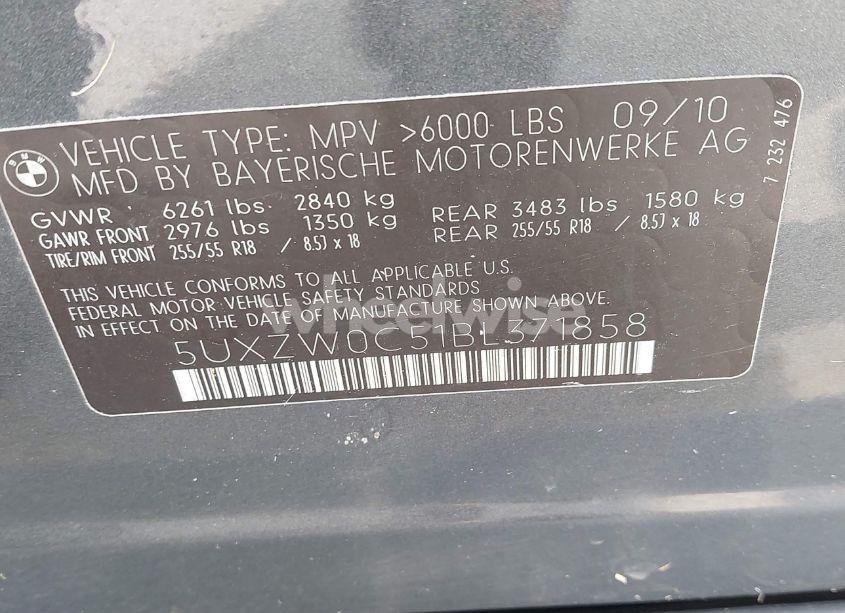 BMW
VEHICLE TYPE: MPV >6000 LBS 09/10
MFD BY BAYERISCHE MOTORENWERKE AG
GVWR 6261 lbs 2840 kg
GAWR FRONT 2976 lbs 1350 kg REAR 3483 lbs 1580 kg
TIRE/RIM FRONT 255/55 R18 / 8.5J x 18 REAR 255/55 R18 / 8.5J x 18
THIS VEHICLE CONFORMS TO ALL APPLICABLE U.S.
FEDERAL MOTOR VEHICLE SAFETY STANDARDS
IN EFFECT ON THE DATE OF MANUFACTURE SHOWN ABOVE.
5UXZW0C51BL371858
7 232 476
wheelwise